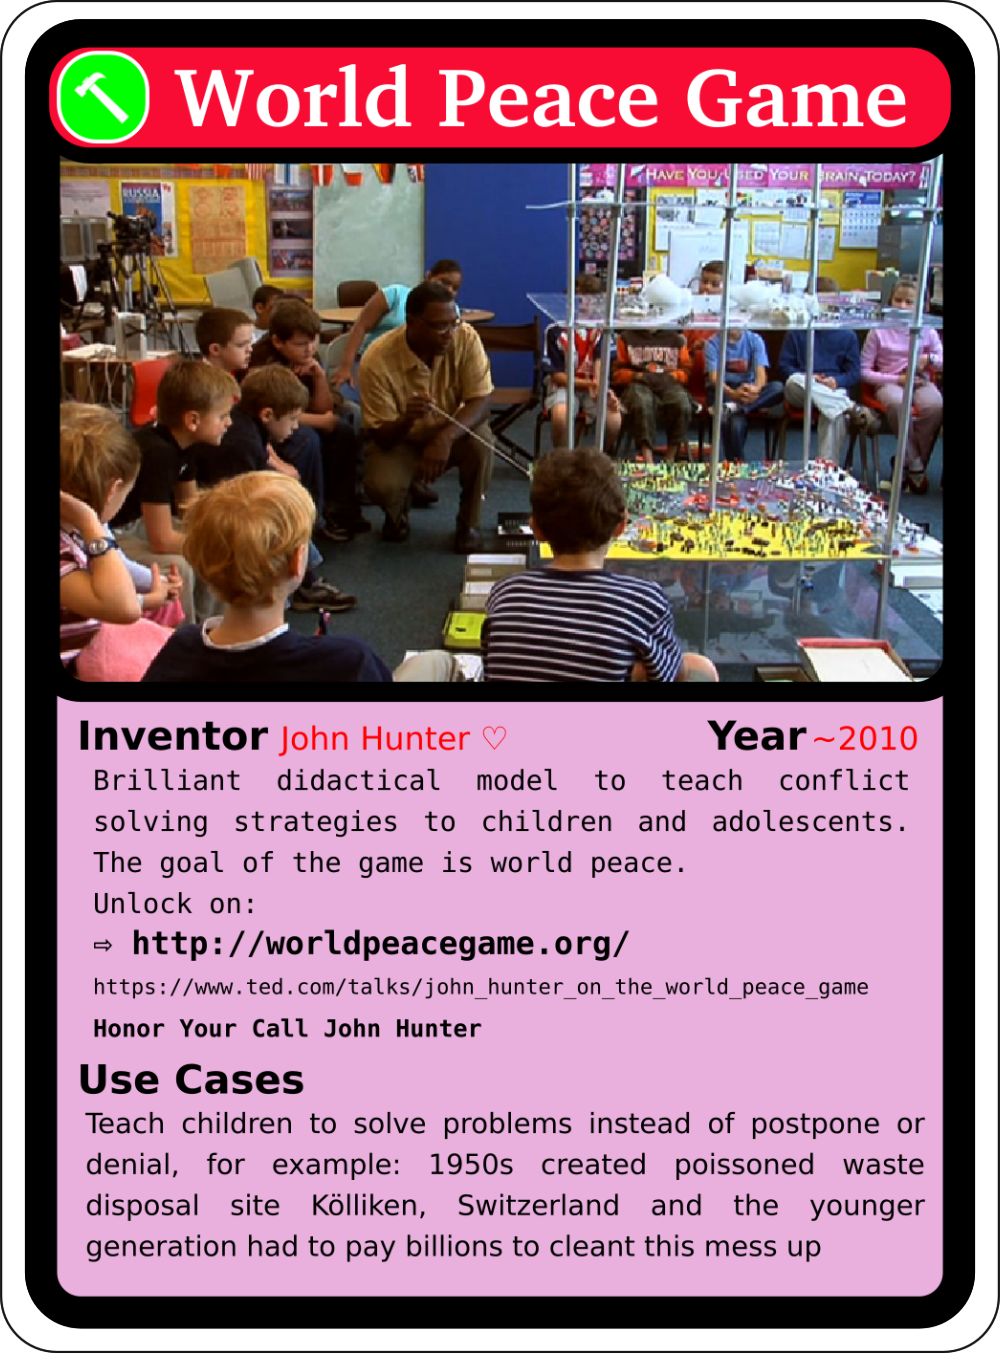 World Peace Game
RUSSIA
HAVE YOU USED YOUR BRAIN TODAY?
Inventor John Hunter ♡ Year ~2010
Brilliant didactical model to teach conflict
solving strategies to children and adolescents.
The goal of the game is world peace.
Unlock on:
⇨ http://worldpeacegame.org/
https://www.ted.com/talks/john_hunter_on_the_world_peace_game
Honor Your Call John Hunter
Use Cases
Teach children to solve problems instead of postpone or
denial, for example: 1950s created poissoned waste
disposal site Kölliken, Switzerland and the younger
generation had to pay billions to cleant this mess up